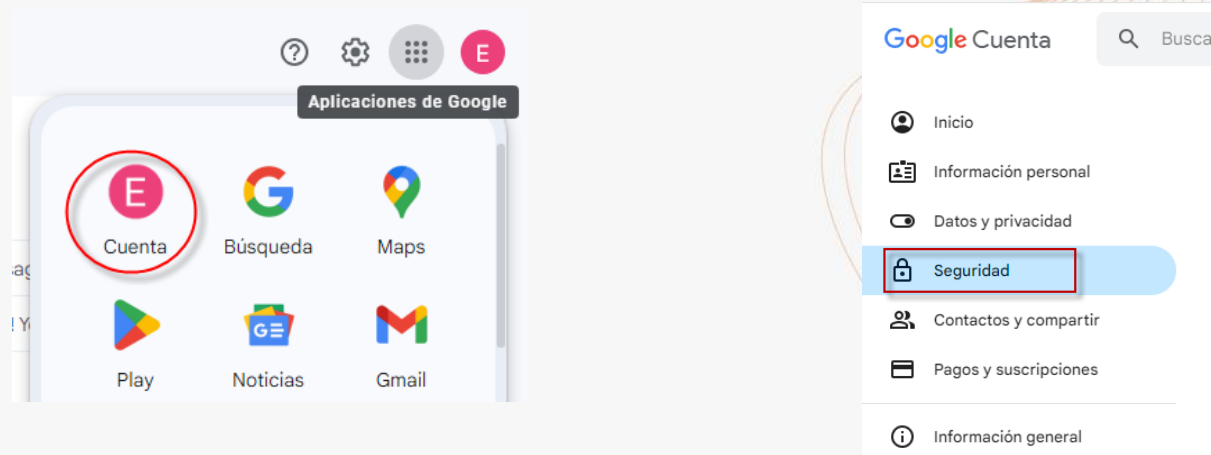 E
Aplicaciones de Google
E
Cuenta
Búsqueda
Maps
GE
Play
Noticias
Gmail
Google Cuenta
Busca
Inicio
Información personal
Datos y privacidad
Seguridad
Contactos y compartir
Pagos y suscripciones
Información general